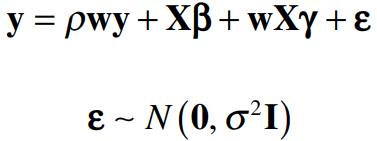 y = ρwy + Xβ + wXγ + ε
ε ~ N(0, σ²I)